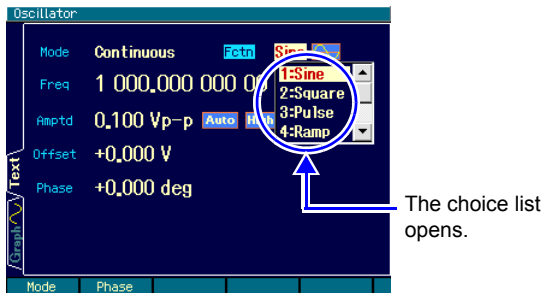 Oscillator
Mode Continuous Fctn Sine
Freq 1 000.000 000 00
1:Sine
2:Square
3:Pulse
4:Ramp
Amptd 0.100 Vp-p Auto
Offset +0.000 V
Phase +0.000 deg
Text
Graph
The choice list
opens.
Mode Phase